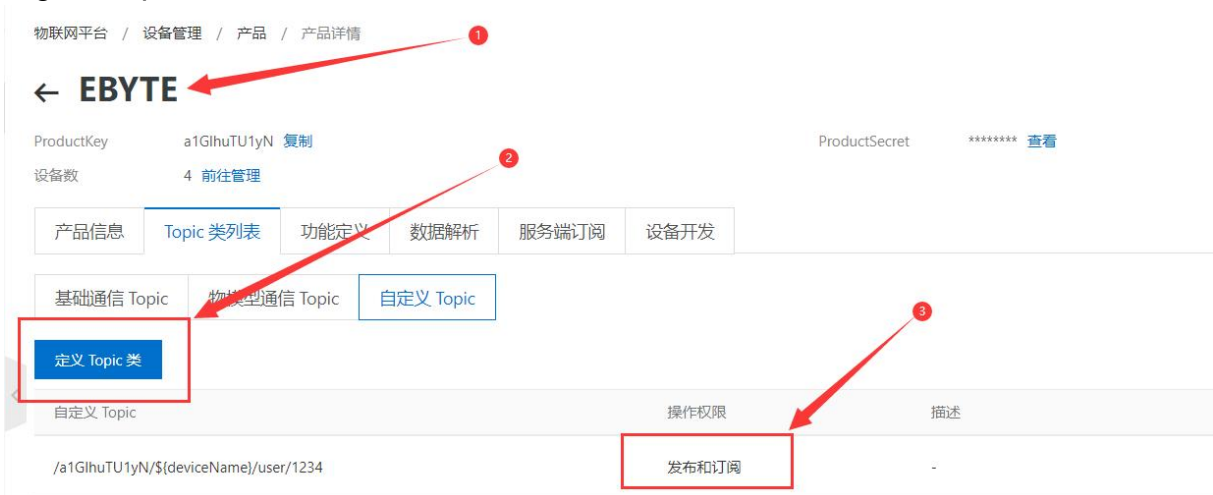 物联网平台 / 设备管理 / 产品 / 产品详情
1
← EBYTE
ProductKey a1GlhuTU1yN 复制 ProductSecret ******** 查看
2
设备数 4 前往管理
产品信息 Topic 类列表 功能定义 数据解析 服务端订阅 设备开发
基础通信 Topic 物模型通信 Topic 自定义 Topic
3
定义 Topic 类
自定义 Topic 操作权限 描述
/a1GlhuTU1yN/${deviceName}/user/1234 发布和订阅 -